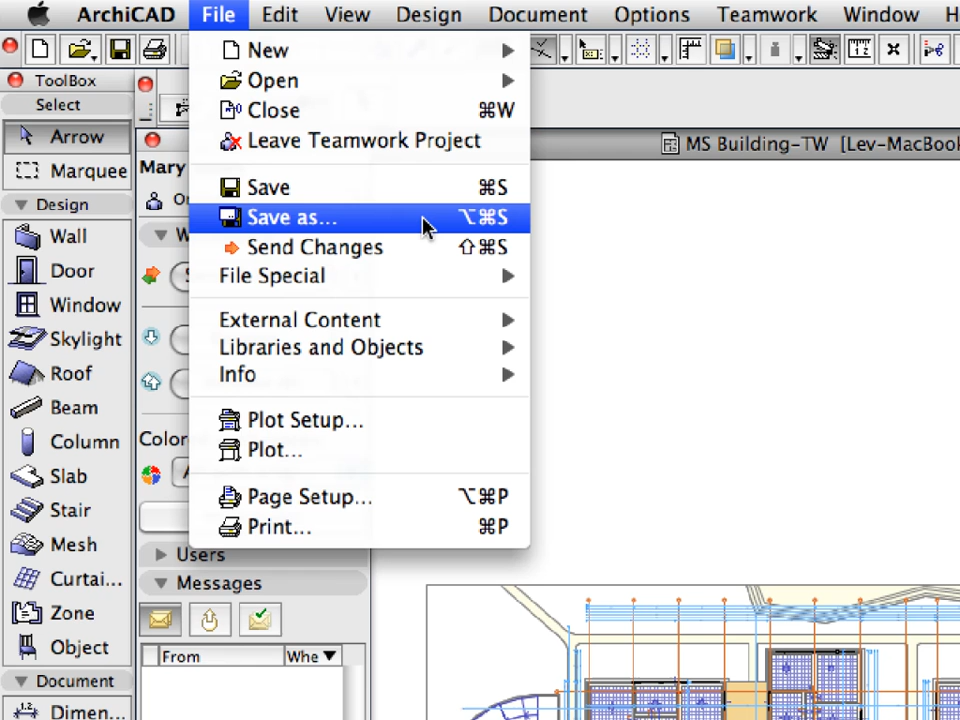 ArchiCAD File Edit View Design Document Options Teamwork Window H
ToolBox
Select
Arrow
Marquee
Design
Wall
Door
Window
Skylight
Roof
Beam
Column
Slab
Stair
Mesh
Curtai...
Zone
Object
Document
Dimen...
New
Open
Close ⌘W
Leave Teamwork Project
Save ⌘S
Save as... ⌥⌘S
Send Changes ⇧⌘S
File Special
External Content
Libraries and Objects
Info
Plot Setup...
Plot...
Page Setup... ⌥⌘P
Print... ⌘P
MS Building-TW [Lev-MacBook
Mary
W
Colore
Users
Messages
From Whe